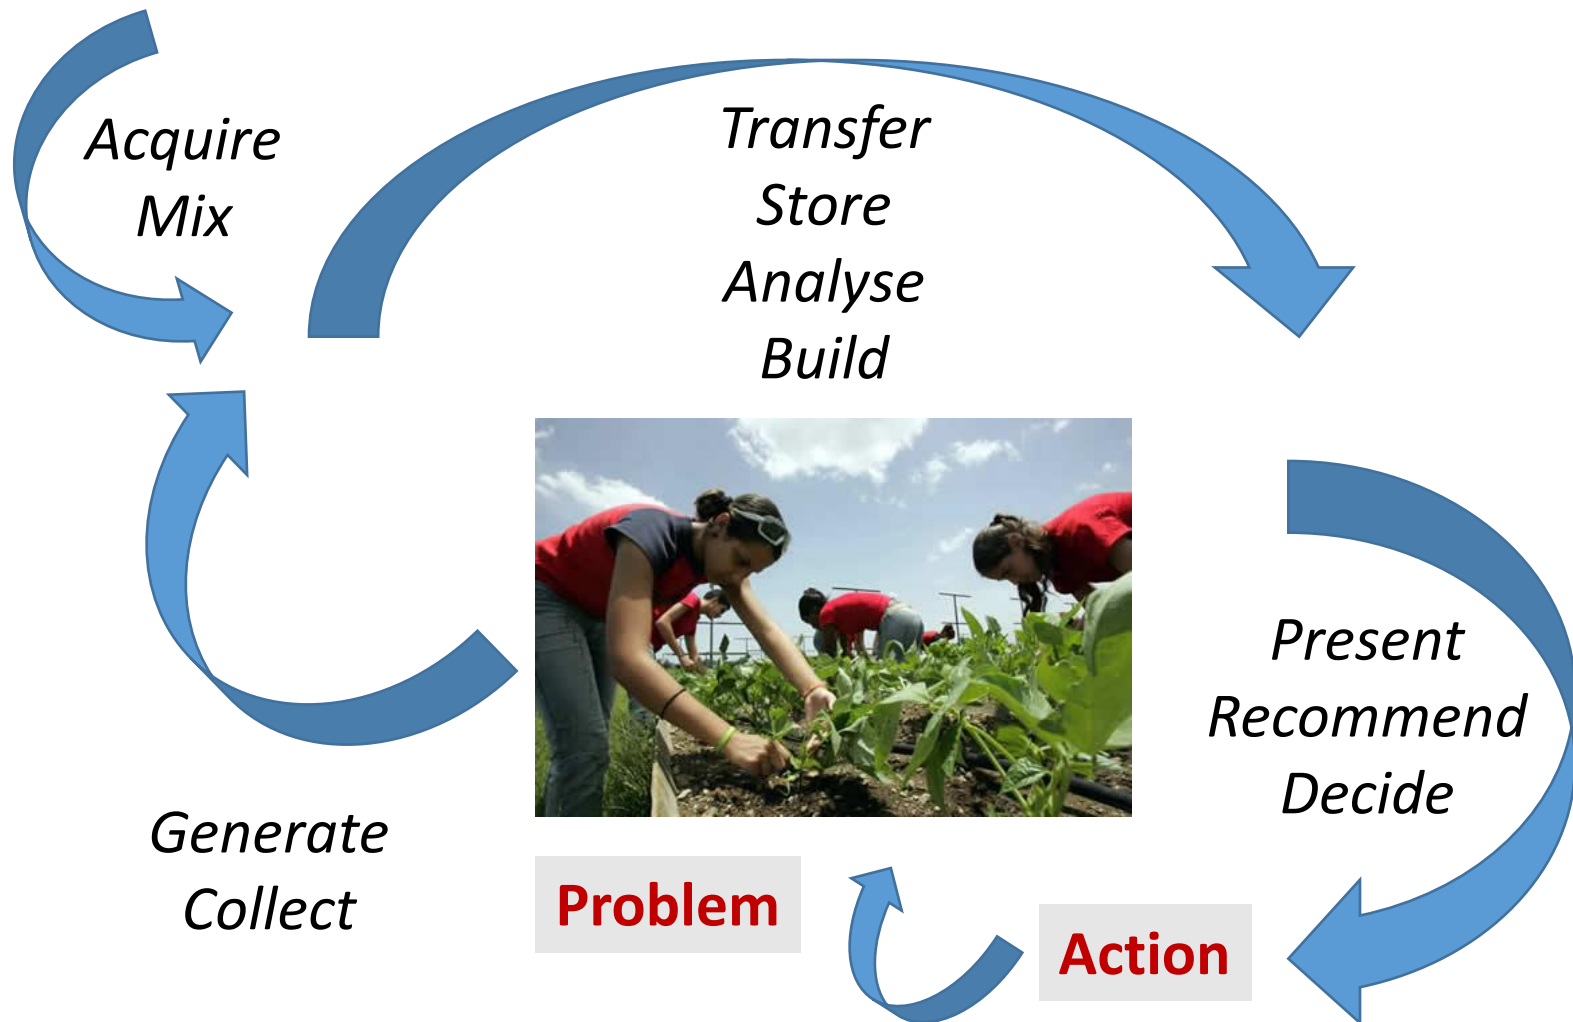 Acquire
Mix
Transfer
Store
Analyse
Build
Present
Recommend
Decide
Generate
Collect
Problem
Action